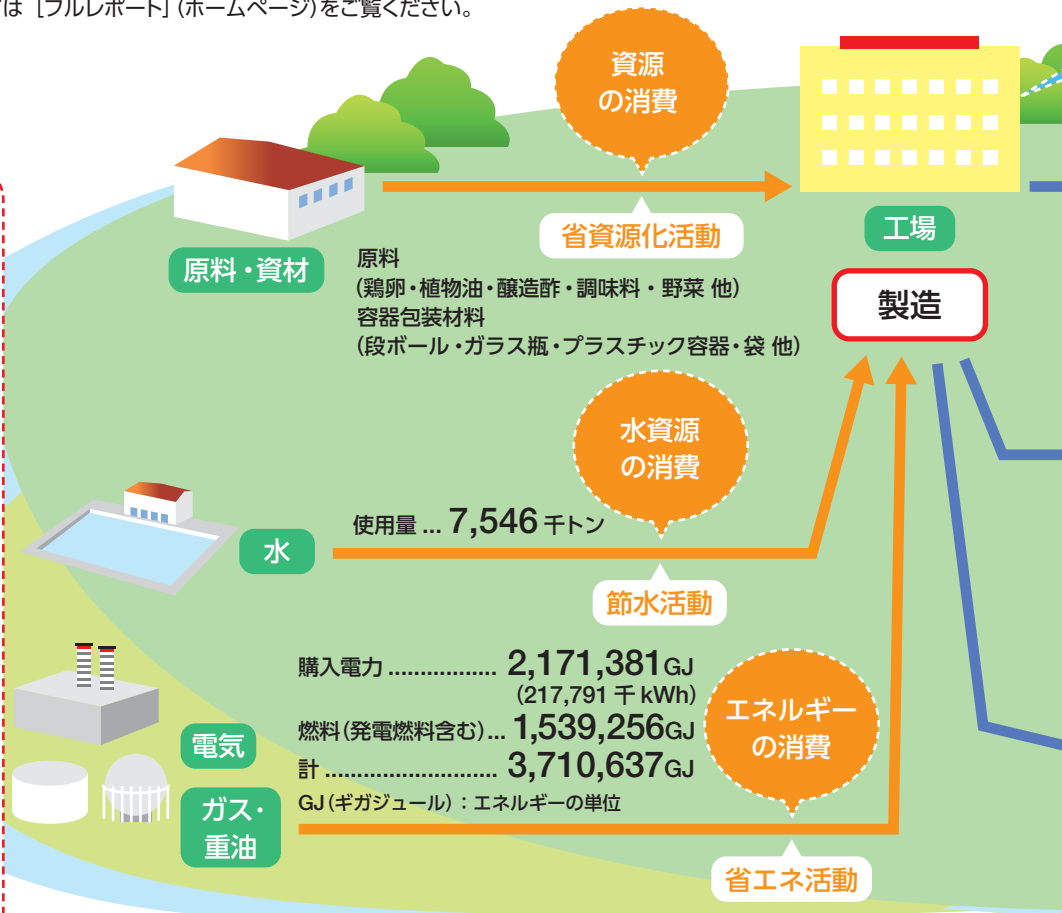 は [フルレポート](ホームページ)をご覧ください。
資源
の消費
省資源化活動
工場
製造
原料・資材
原料
(鶏卵・植物油・醸造酢・調味料・野菜 他)
容器包装材料
(段ボール・ガラス瓶・プラスチック容器・袋 他)
水資源
の消費
使用量 ... 7,546 千トン
水
節水活動
購入電力 ................. 2,171,381GJ
(217,791 千 kWh)
燃料(発電燃料含む)... 1,539,256GJ
計 .......................... 3,710,637GJ
GJ(ギガジュール):エネルギーの単位
エネルギー
の消費
電気
ガス・
重油
省エネ活動